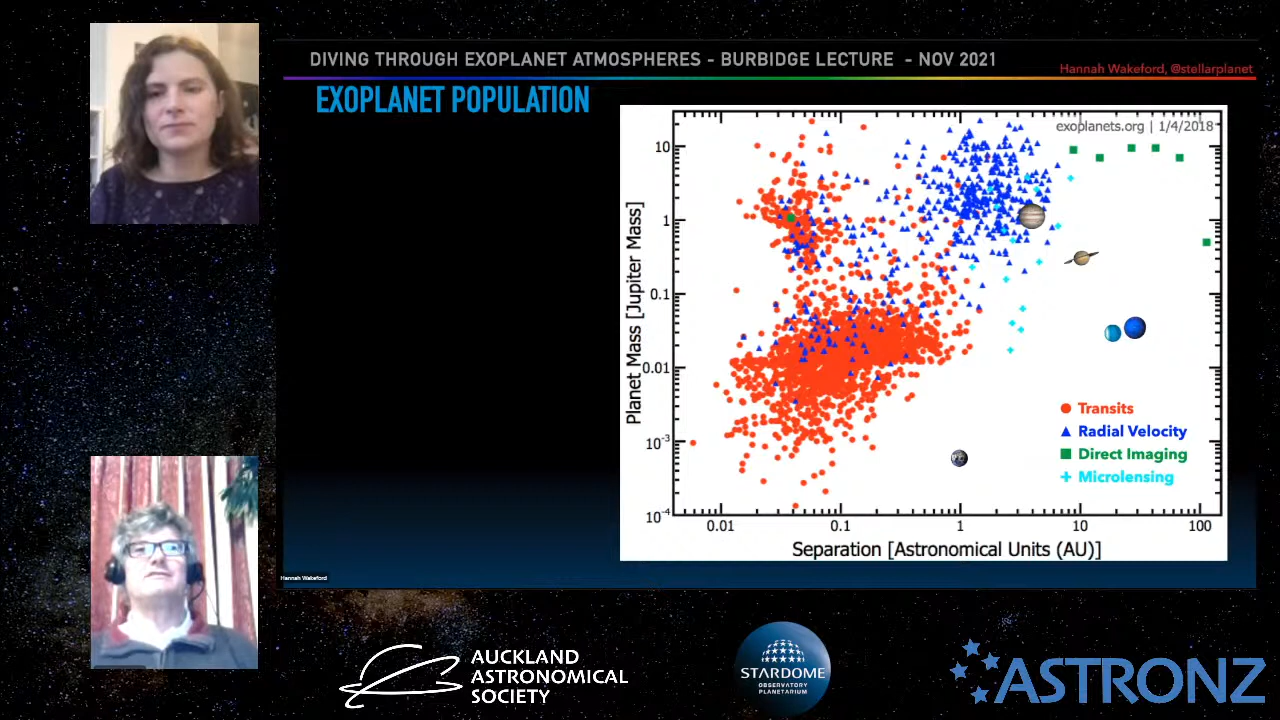 DIVING THROUGH EXOPLANET ATMOSPHERES - BURBIDGE LECTURE - NOV 2021
Hannah Wakeford, @stellarplanet
EXOPLANET POPULATION
exoplanets.org | 1/4/2018
Planet Mass [Jupiter Mass]
10
1
0.1
0.01
10⁻³
10⁻⁴
Transits
Radial Velocity
Direct Imaging
Microlensing
0.01
0.1
1
10
100
Separation [Astronomical Units (AU)]
Hannah Wakeford
AUCKLAND
ASTRONOMICAL
SOCIETY
STARDOME
OBSERVATORY
PLANETARIUM
ASTRONZ